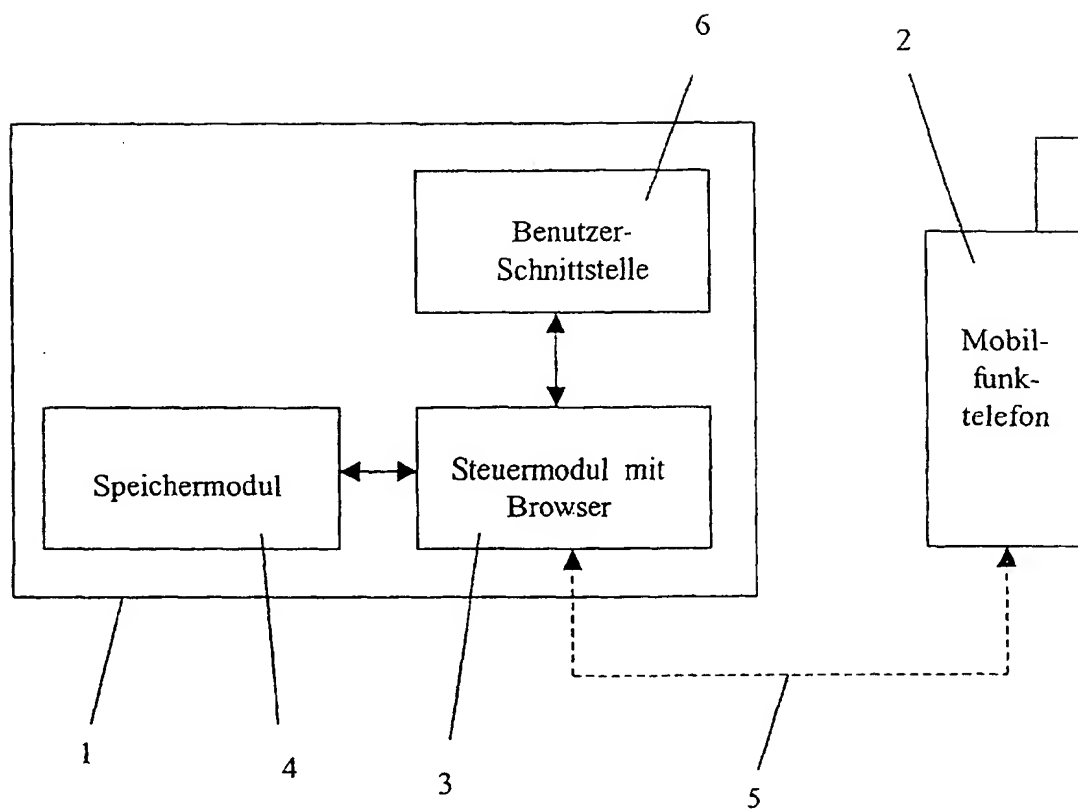 6
2
Benutzer-
Schnittstelle
Mobil-
funk-
telefon
Speichermodul
Steuermodul mit
Browser
1
4
3
5